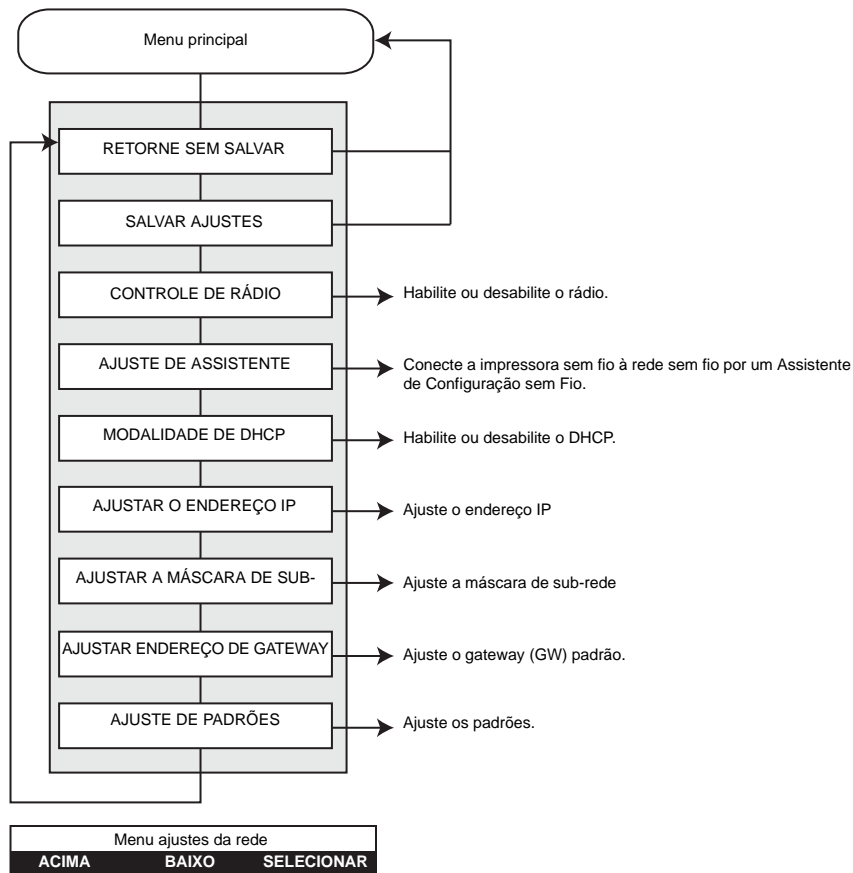 Menu principal
RETORNE SEM SALVAR
SALVAR AJUSTES
CONTROLE DE RÁDIO
Habilite ou desabilite o rádio.
AJUSTE DE ASSISTENTE
Conecte a impressora sem fio à rede sem fio por um Assistente
de Configuração sem Fio.
MODALIDADE DE DHCP
Habilite ou desabilite o DHCP.
AJUSTAR O ENDEREÇO IP
Ajuste o endereço IP
AJUSTAR A MÁSCARA DE SUB-
Ajuste a máscara de sub-rede
AJUSTAR ENDEREÇO DE GATEWAY
Ajuste o gateway (GW) padrão.
AJUSTE DE PADRÕES
Ajuste os padrões.
Menu ajustes da rede
ACIMA BAIXO SELECIONAR